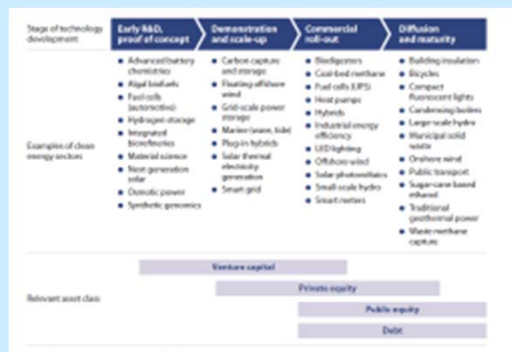 Stage of technology
development
Early R&D,
proof of concept
Demonstration
and scale-up
Commercial
roll-out
Diffusion
and maturity
Examples of clean
energy sectors
Advanced battery
chemistries
Algal biofuels
Fuel cells
(automotive)
Hydrogen storage
Integrated
biorefineries
Material science
Next generation
solar
Osmotic power
Synthetic genomics
Carbon capture
and storage
Floating offshore
wind
Grid-scale power
storage
Marine (wave, tide)
Plug-in hybrids
Solar thermal
electricity
generation
Smart grid
Biodigestors
Coal-bed methane
Fuel cells (UPS)
Heat pumps
Hybrids
Industrial energy
efficiency
LED lighting
Offshore wind
Solar photovoltaics
Small-scale hydro
Smart meters
Building insulation
Bicycles
Compact
fluorescent lights
Condensing boilers
Large-scale hydro
Municipal solid
waste
Onshore wind
Public transport
Sugar-cane based
ethanol
Traditional
geothermal power
Waste methane
capture
Relevant asset class
Venture capital
Private equity
Public equity
Debt